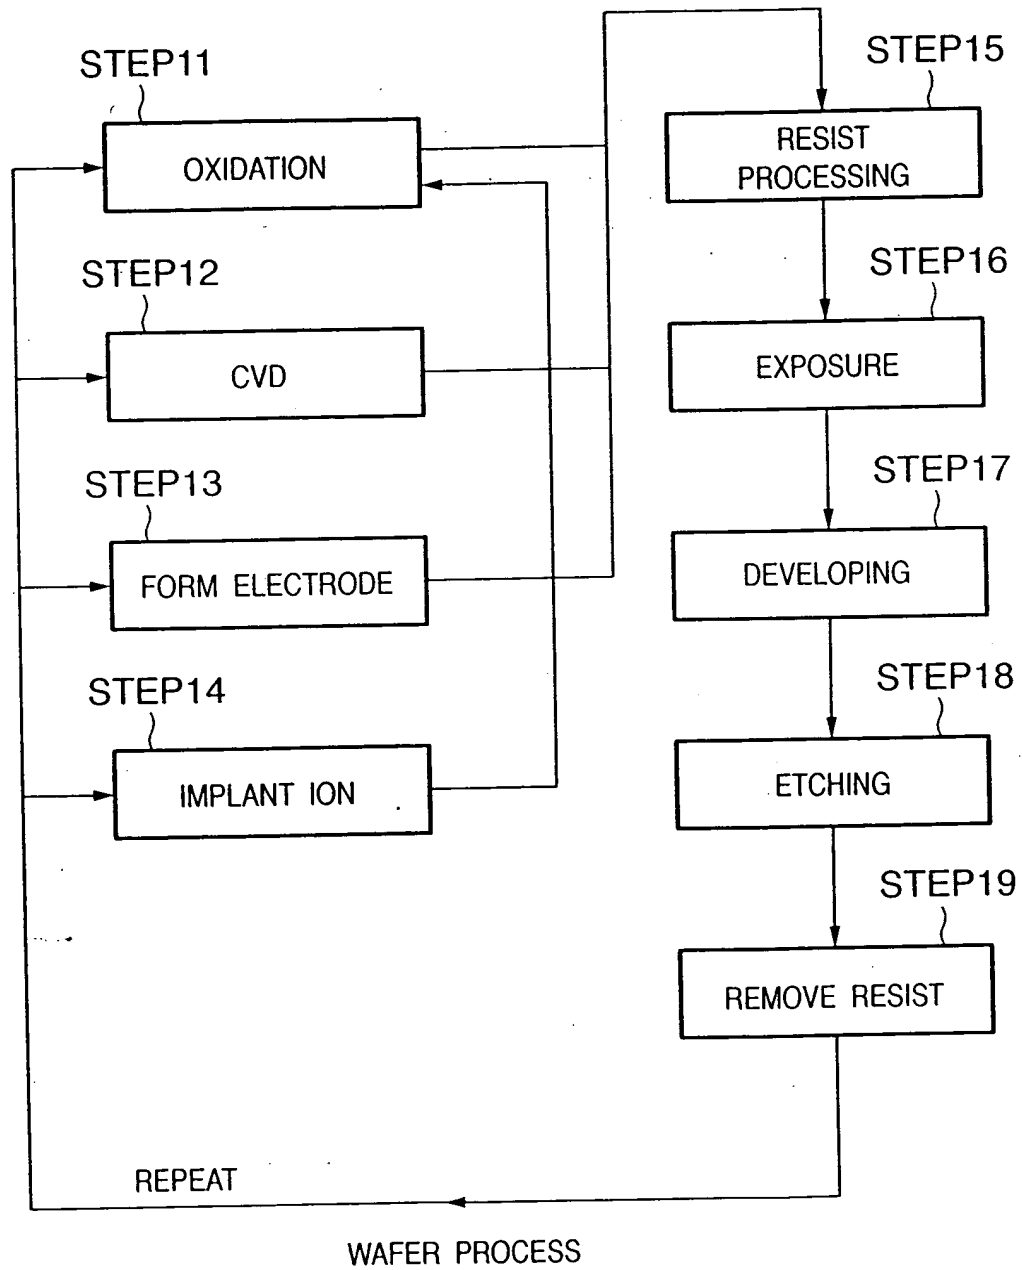 STEP11
OXIDATION
STEP12
CVD
STEP13
FORM ELECTRODE
STEP14
IMPLANT ION
STEP15
RESIST
PROCESSING
STEP16
EXPOSURE
STEP17
DEVELOPING
STEP18
ETCHING
STEP19
REMOVE RESIST
REPEAT
WAFER PROCESS